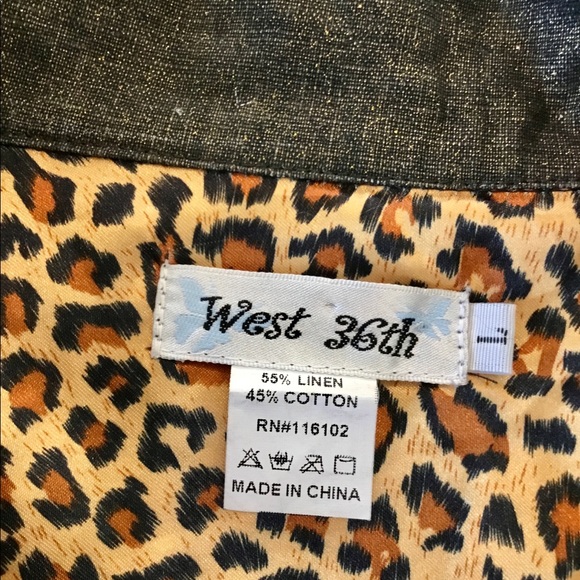 West 36th
L
55% LINEN
45% COTTON
RN#116102
MADE IN CHINA